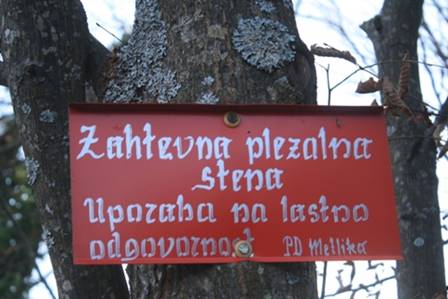 Zahtevna plezalna
stena
Uporaba na lastno
odgovornost PD Metlika